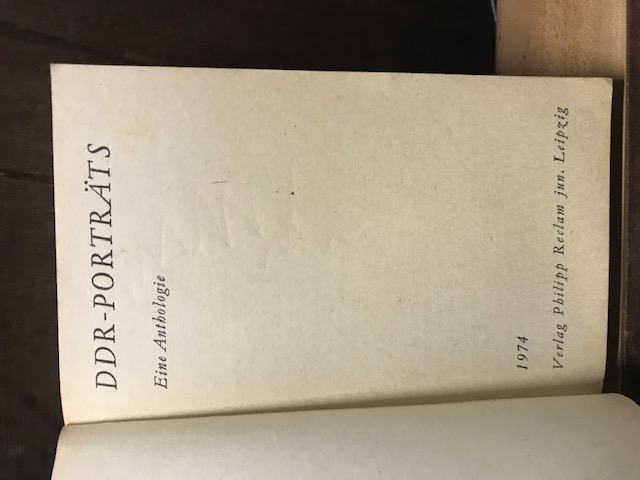 DDR-PORTRÄTS
Eine Anthologie
1974
Verlag Philipp Reclam jun. Leipzig